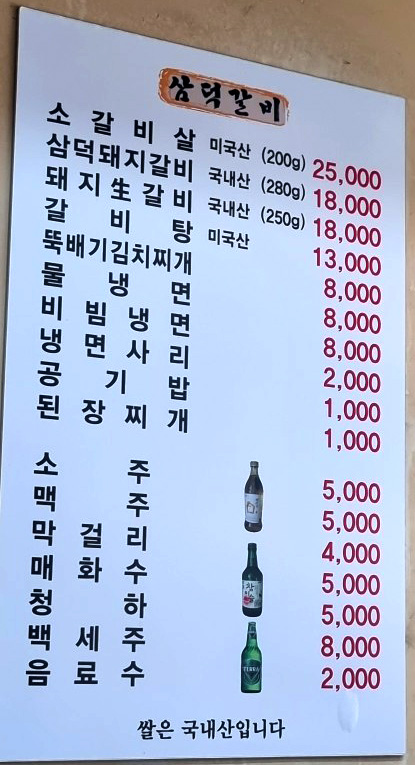 삼덕갈비
소 갈 비 살 미국산 (200g) 25,000
삼덕돼지갈비 국내산 (280g) 18,000
돼 지 生 갈 비 국내산 (250g) 18,000
갈 비 탕 미국산 13,000
뚝배기김치찌개 8,000
물 냉 면 8,000
비 빔 냉 면 8,000
냉 면 사 리 2,000
공 기 밥 1,000
된 장 찌 개 1,000
소 주 5,000
맥 주 5,000
막 걸 리 4,000
매 화 수 5,000
청 하 5,000
백 세 주 8,000
음 료 수 2,000
쌀은 국내산입니다